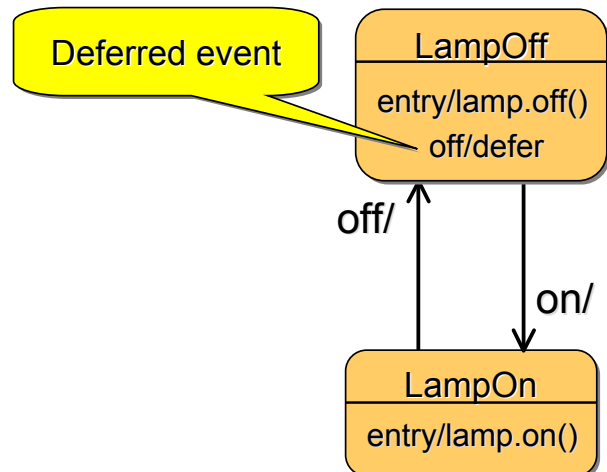 Deferred event
LampOff
entry/lamp.off()
off/defer
off/
on/
LampOn
entry/lamp.on()